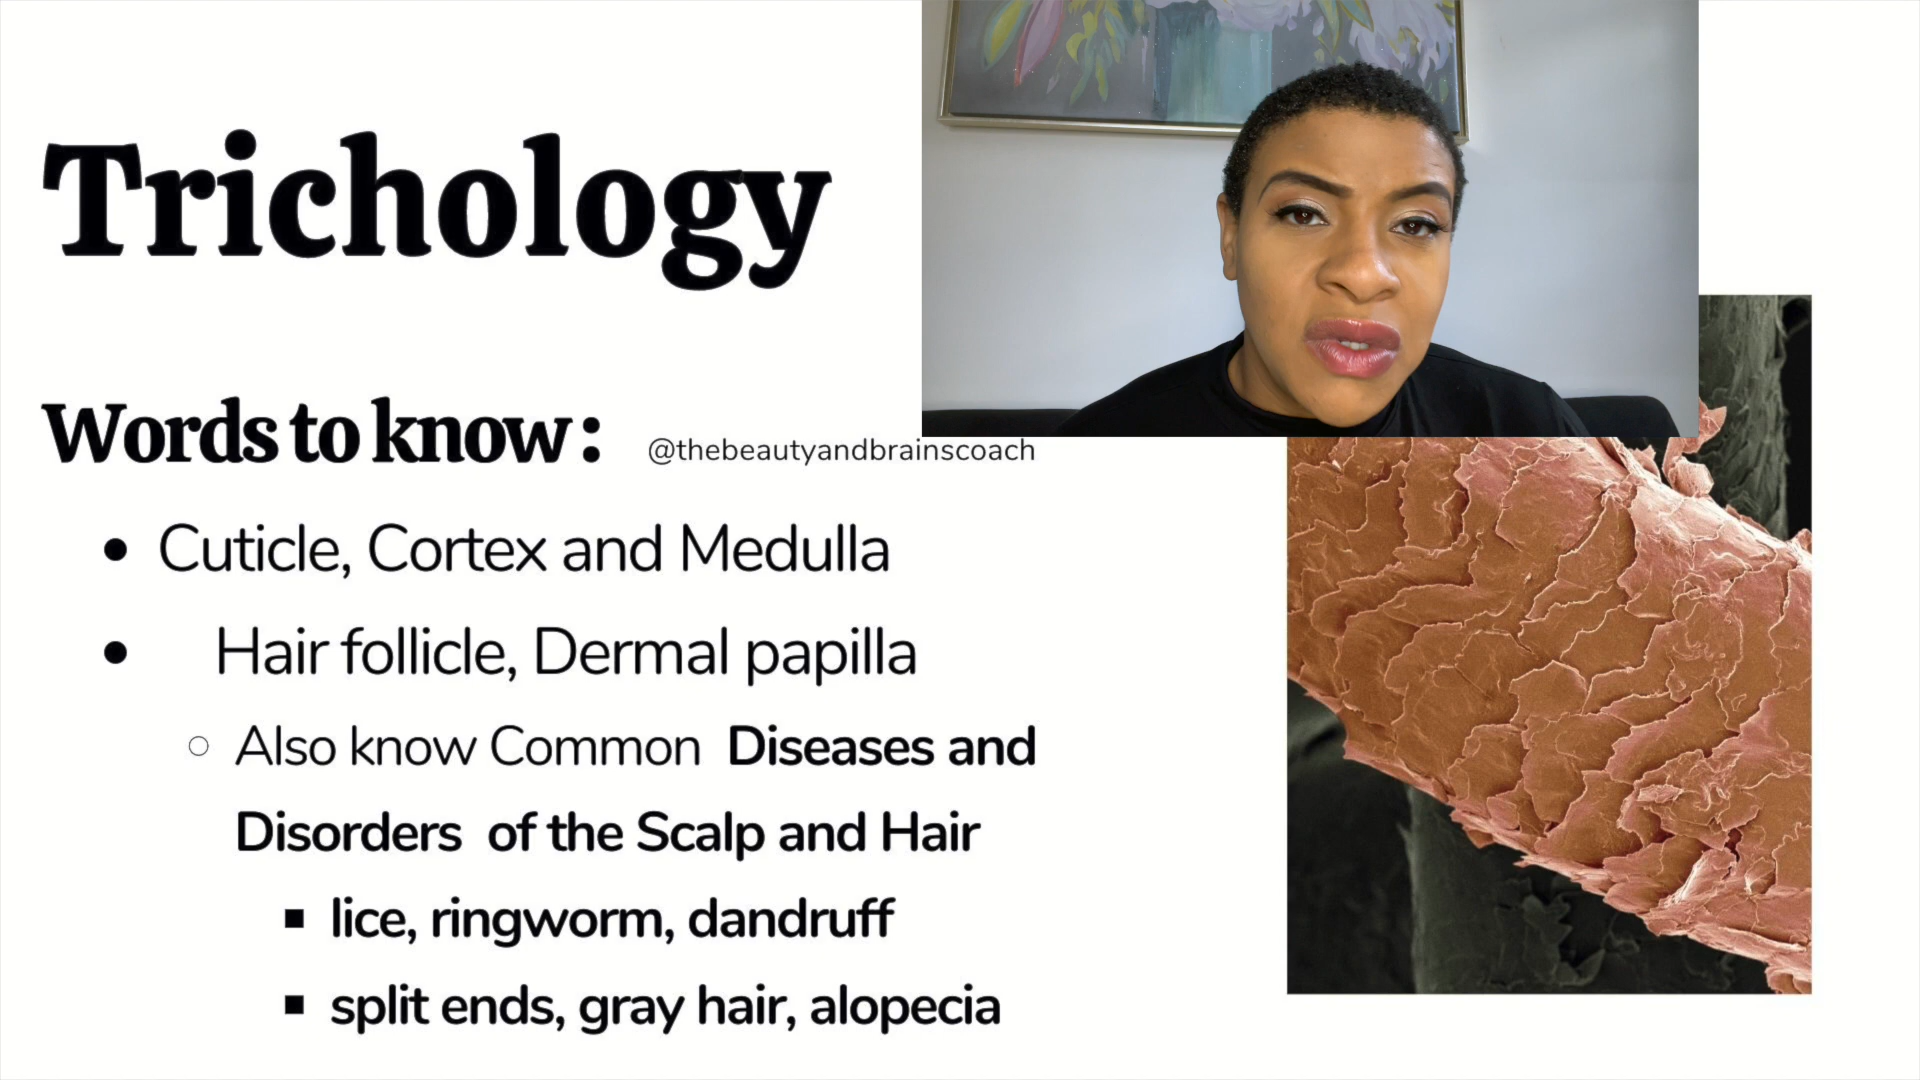 Trichology
Words to know:
@thebeautyandbrainscoach
• Cuticle, Cortex and Medulla
• Hair follicle, Dermal papilla
○ Also know Common Diseases and
Disorders of the Scalp and Hair
▪ lice, ringworm, dandruff
▪ split ends, gray hair, alopecia